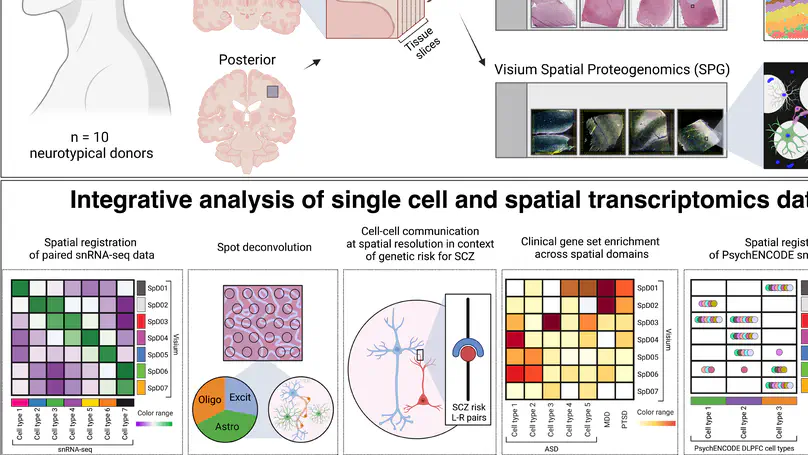 Tissue
slices
Posterior
Visium Spatial Proteogenomics (SPG)
n = 10
neurotypical donors
Integrative analysis of single cell and spatial transcriptomics dat
Spatial registration
of paired snRNA-seq data
SpD01
SpD02
SpD03
SpD04
SpD05
SpD06
SpD07
Visium
Cell type 1
Cell type 2
Cell type 3
Cell type 4
Cell type 5
Cell type 6
Cell type 7
Color range
snRNA-seq
Spot deconvolution
Oligo
Excit
Astro
Cell-cell communication
at spatial resolution in context
of genetic risk for SCZ
SCZ risk
L-R pairs
Clinical gene set enrichment
across spatial domains
SpD01
SpD02
SpD03
SpD04
SpD05
SpD06
SpD07
Visium
Cell type 1
Cell type 2
Cell type 3
Cell type 4
Cell type 5
MDD
PTSD
Color range
ASD
Spatial regist
of PsychENCODE sn
Cell type 1
Cell type 2
Cell type 3
PsychENCODE DLPFC cell types